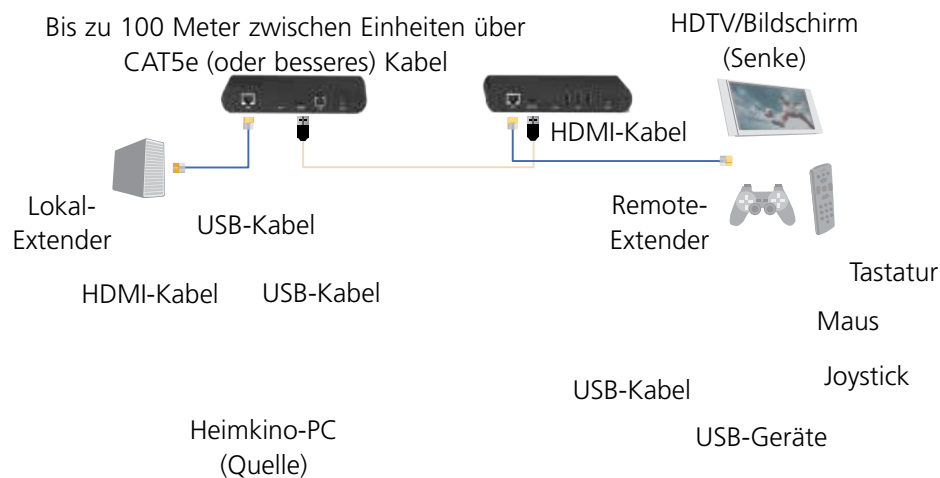 Bis zu 100 Meter zwischen Einheiten über
CAT5e (oder besseres) Kabel
HDTV/Bildschirm
(Senke)
HDMI-Kabel
Lokal-
Extender
USB-Kabel
Remote-
Extender
HDMI-Kabel
USB-Kabel
Tastatur
Maus
Joystick
USB-Kabel
USB-Geräte
Heimkino-PC
(Quelle)